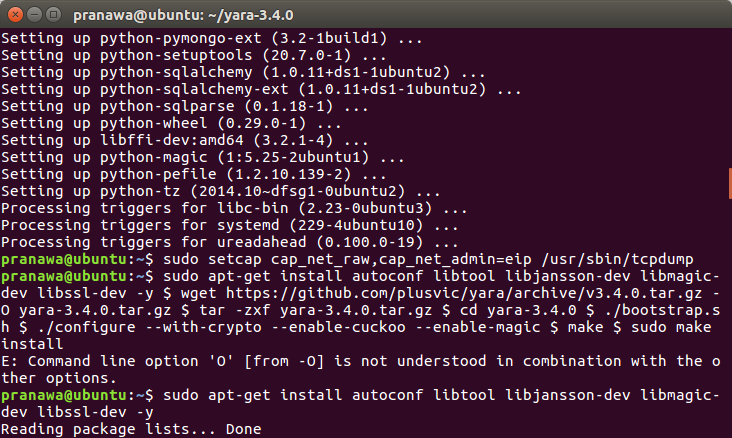 pranawa@ubuntu: ~/yara-3.4.0
Setting up python-pymongo-ext (3.2-1build1) ...
Setting up python-setuptools (20.7.0-1) ...
Setting up python-sqlalchemy (1.0.11+ds1-1ubuntu2) ...
Setting up python-sqlalchemy-ext (1.0.11+ds1-1ubuntu2) ...
Setting up python-sqlparse (0.1.18-1) ...
Setting up python-wheel (0.29.0-1) ...
Setting up libffi-dev:amd64 (3.2.1-4) ...
Setting up python-magic (1:5.25-2ubuntu1) ...
Setting up python-pefile (1.2.10.139-2) ...
Setting up python-tz (2014.10~dfsg1-0ubuntu2) ...
Processing triggers for libc-bin (2.23-0ubuntu3) ...
Processing triggers for systemd (229-4ubuntu10) ...
Processing triggers for ureadahead (0.100.0-19) ...
pranawa@ubuntu:~$ sudo setcap cap_net_raw,cap_net_admin=eip /usr/sbin/tcpdump
pranawa@ubuntu:~$ sudo apt-get install autoconf libtool libjansson-dev libmagic-
dev libssl-dev -y $ wget https://github.com/plusvic/yara/archive/v3.4.0.tar.gz -
O yara-3.4.0.tar.gz $ tar -zxf yara-3.4.0.tar.gz $ cd yara-3.4.0 $ ./bootstrap.s
h $ ./configure --with-crypto --enable-cuckoo --enable-magic $ make $ sudo make
install
E: Command line option 'O' [from -O] is not understood in combination with the o
ther options.
pranawa@ubuntu:~$ sudo apt-get install autoconf libtool libjansson-dev libmagic-
dev libssl-dev -y
Reading package lists... Done